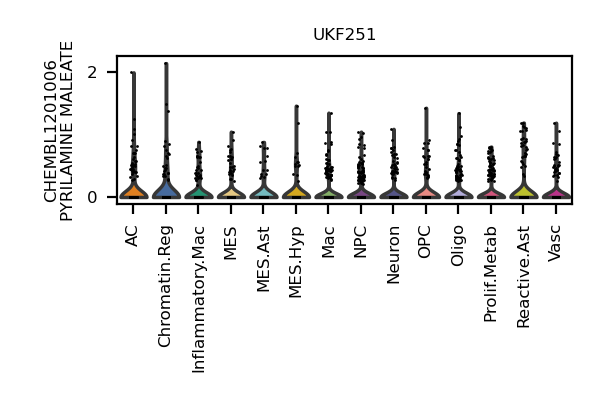 UKF251
CHEMBL1201006
PYRILAMINE MALEATE
2
0
AC
Chromatin.Reg
Inflammatory.Mac
MES
MES.Ast
MES.Hyp
Mac
NPC
Neuron
OPC
Oligo
Prolif.Metab
Reactive.Ast
Vasc